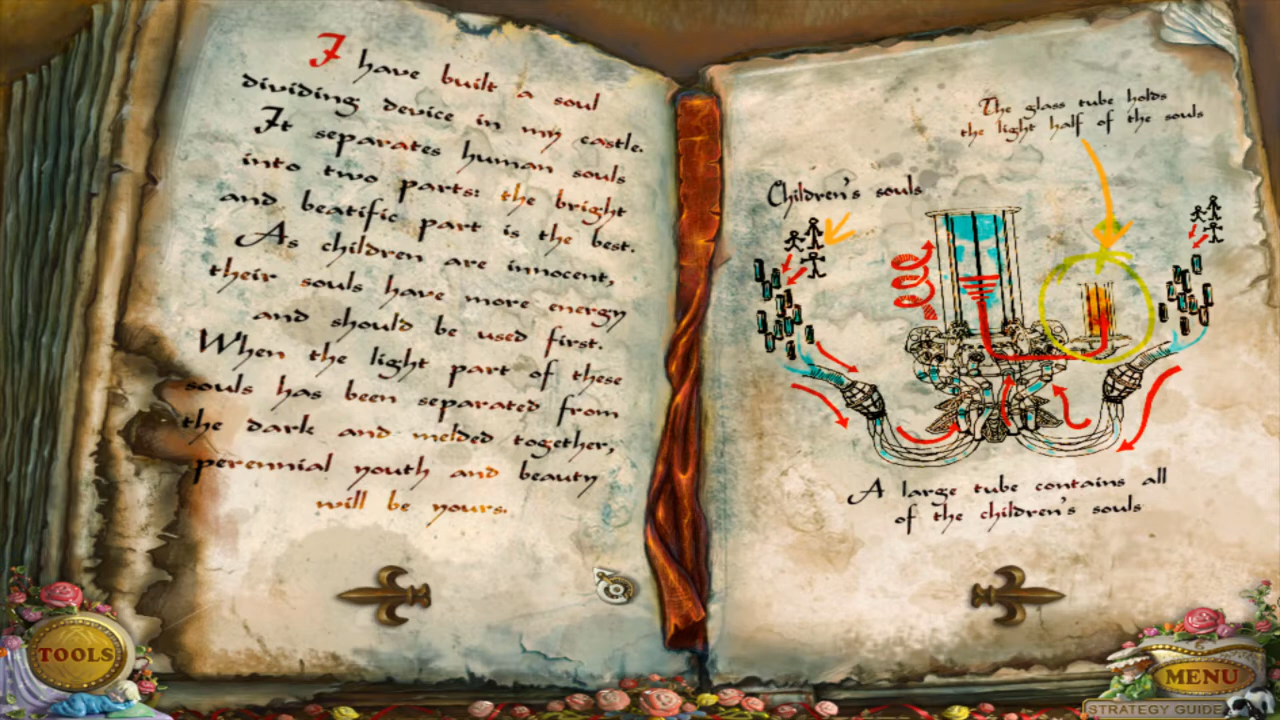 I have built a soul
dividing device in my castle.
It separates human souls
into two parts: the bright
and beatific part is the best.
As children are innocent,
their souls have more energy
and should be used first.
When the light part of these
souls has been separated from
the dark and melded together,
perennial youth and beauty
will be yours.
The glass tube holds
the light half of the souls
Children's souls
A large tube contains all
of the children's souls
TOOLS
MENU
STRATEGY GUIDE